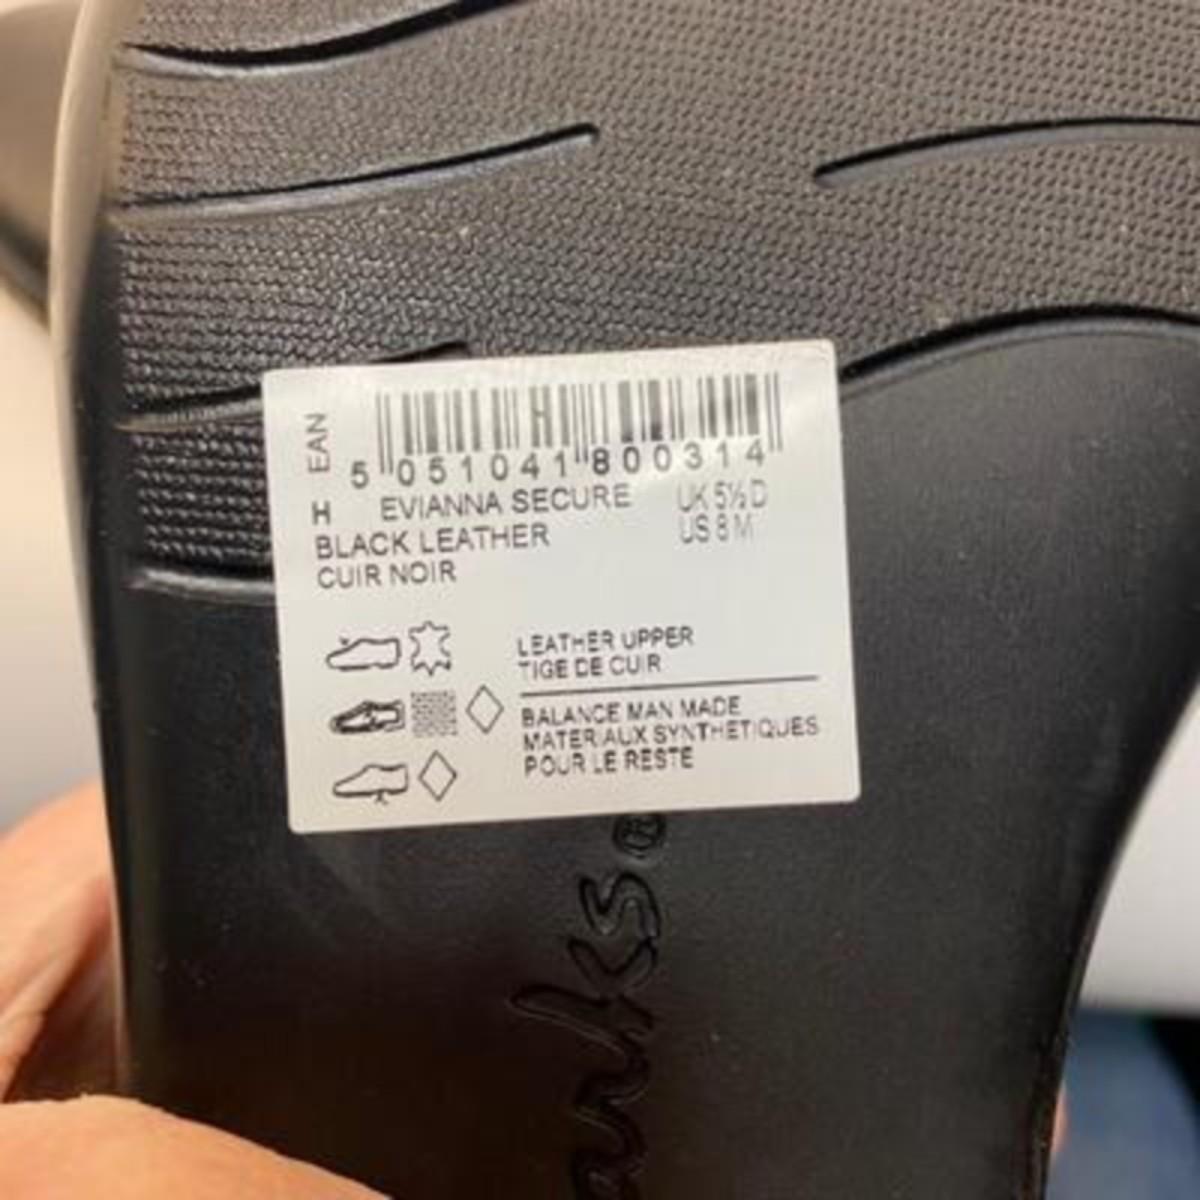 EAN
5 051041 800314
H EVIANNA SECURE UK 5½ D
BLACK LEATHER US 8 M
CUIR NOIR
LEATHER UPPER
TIGE DE CUIR
BALANCE MAN MADE
MATERIAUX SYNTHETIQUES
POUR LE RESTE
arks®